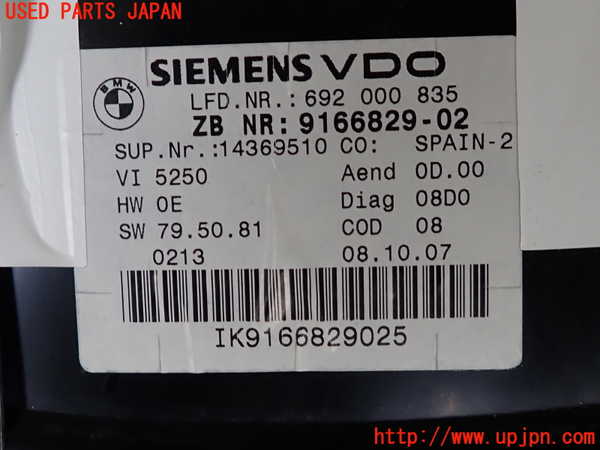 USED PARTS JAPAN
BMW
SIEMENS VDO
LFD.NR.:692 000 835
ZB NR: 9166829-02
SUP.Nr.:14369510 CO: SPAIN-2
VI 5250 Aend 0D.00
HW 0E Diag 08D0
SW 79.50.81 COD 08
0213 08.10.07
IK9166829025
http://www.upjpn.com/